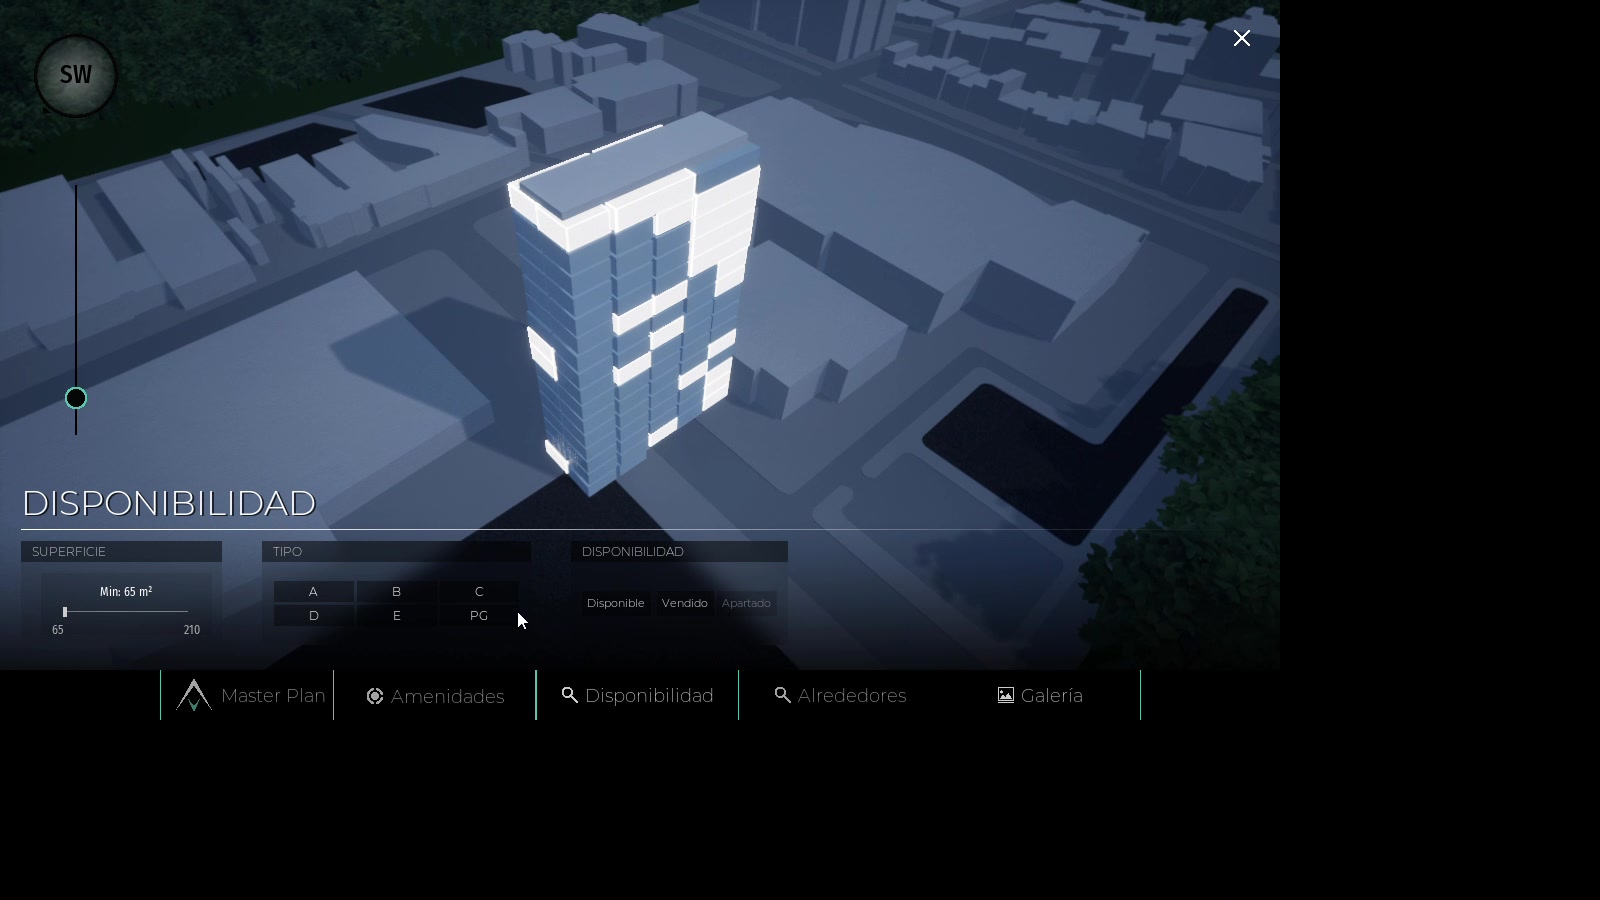 SW
DISPONIBILIDAD
SUPERFICIE
TIPO
DISPONIBILIDAD
Min: 65 m²
65
210
A B C
D E PG
Disponible Vendido Apartado
Master Plan Amenidades Disponibilidad Alrededores Galería